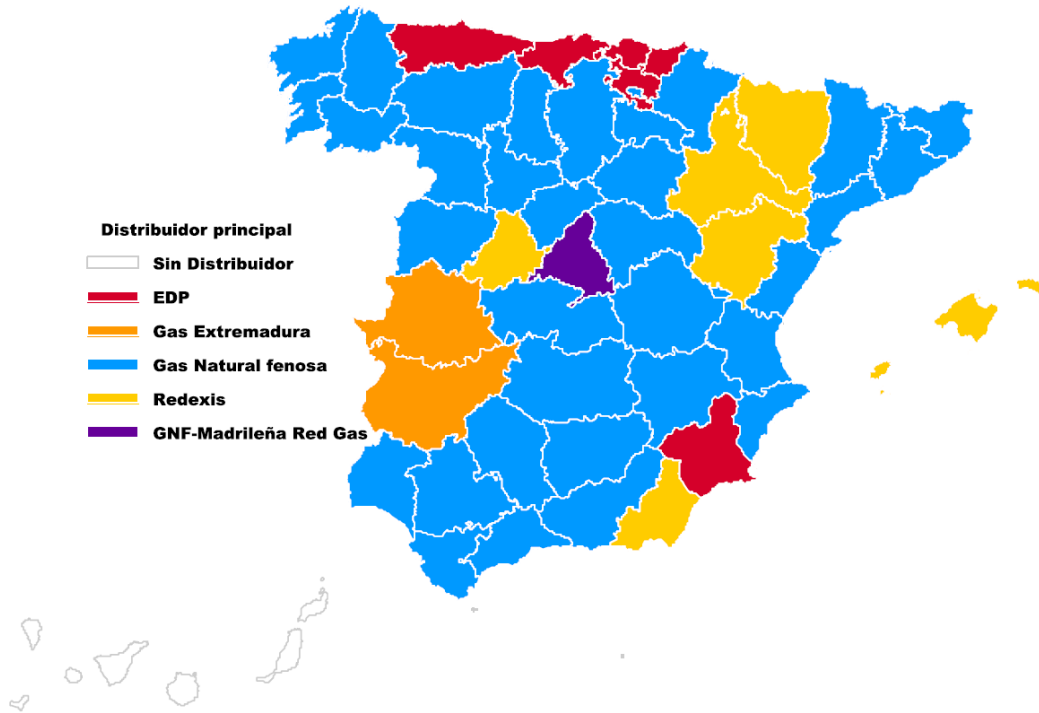 Distribuidor principal
Sin Distribuidor
EDP
Gas Extremadura
Gas Natural fenosa
Redexis
GNF-Madrileña Red Gas